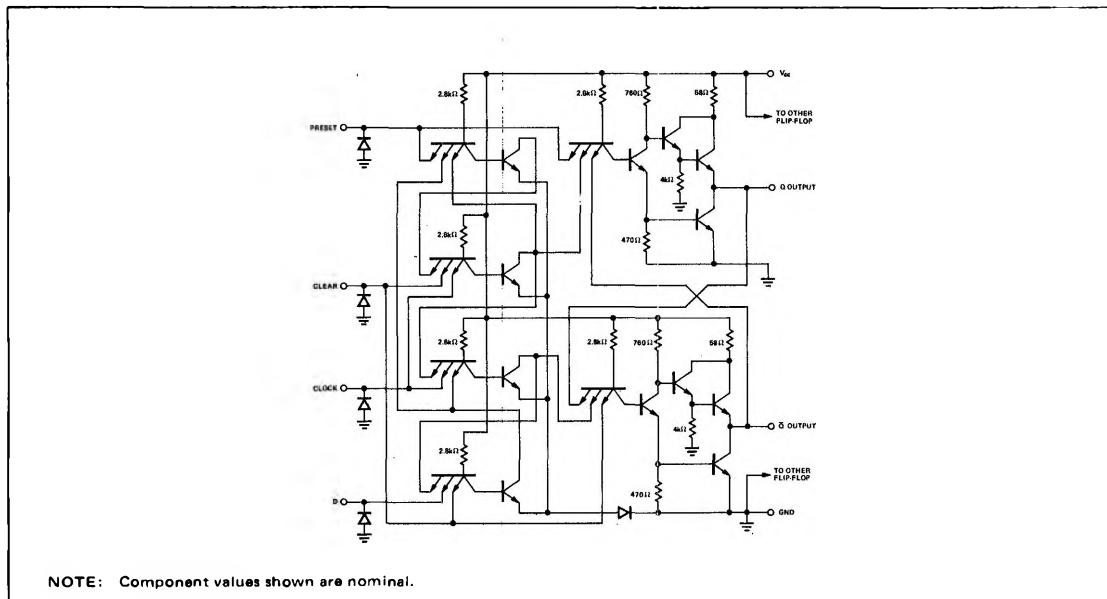 VCC
2.8kΩ
2.8kΩ
760Ω
58Ω
TO OTHER
FLIP-FLOP
PRESET
4kΩ
Q OUTPUT
2.8kΩ
470Ω
CLEAR
2.8kΩ
2.8kΩ
760Ω
58Ω
CLOCK
4kΩ
Q̄ OUTPUT
2.8kΩ
470Ω
TO OTHER
FLIP-FLOP
D
GND
NOTE: Component values shown are nominal.